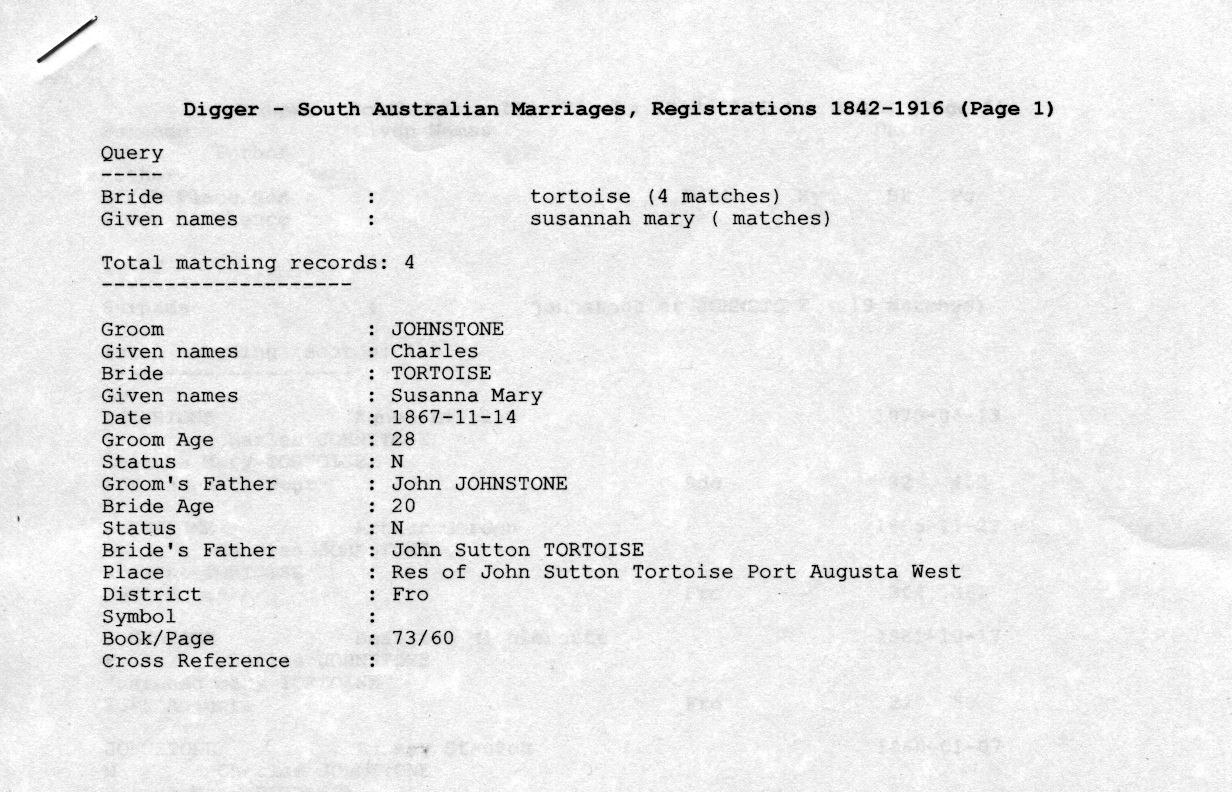 Digger - South Australian Marriages, Registrations 1842-1916 (Page 1)
Query
-----
Bride : tortoise (4 matches)
Given names : susannah mary ( matches)
Total matching records: 4
--------------------
Groom : JOHNSTONE
Given names : Charles
Bride : TORTOISE
Given names : Susanna Mary
Date : 1867-11-14
Groom Age : 28
Status : N
Groom's Father : John JOHNSTONE
Bride Age : 20
Status : N
Bride's Father : John Sutton TORTOISE
Place : Res of John Sutton Tortoise Port Augusta West
District : Fro
Symbol :
Book/Page : 73/60
Cross Reference :